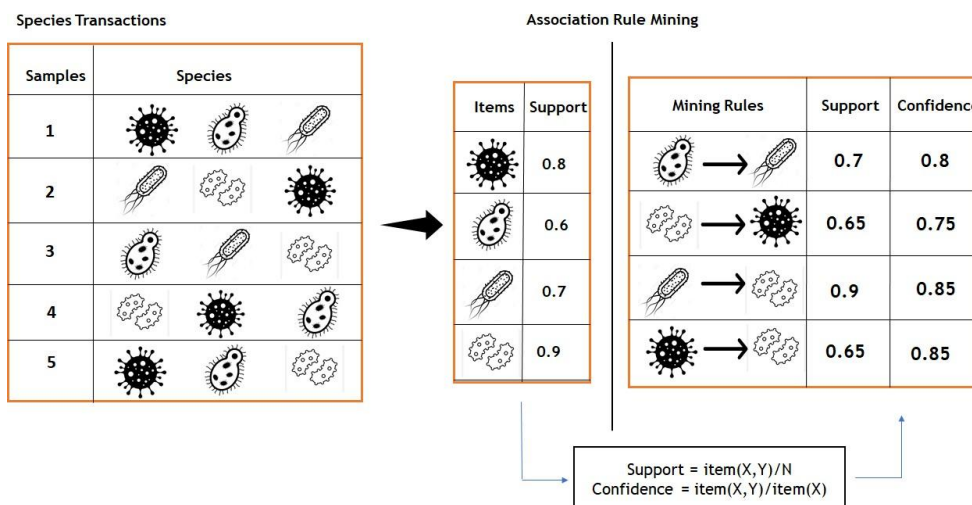 Species Transactions
Association Rule Mining
Samples Species
1
2
3
4
5
Items Support
0.8
0.6
0.7
0.9
Mining Rules Support Confidence
0.7 0.8
0.65 0.75
0.9 0.85
0.65 0.85
Support = item(X,Y)/N
Confidence = item(X,Y)/item(X)